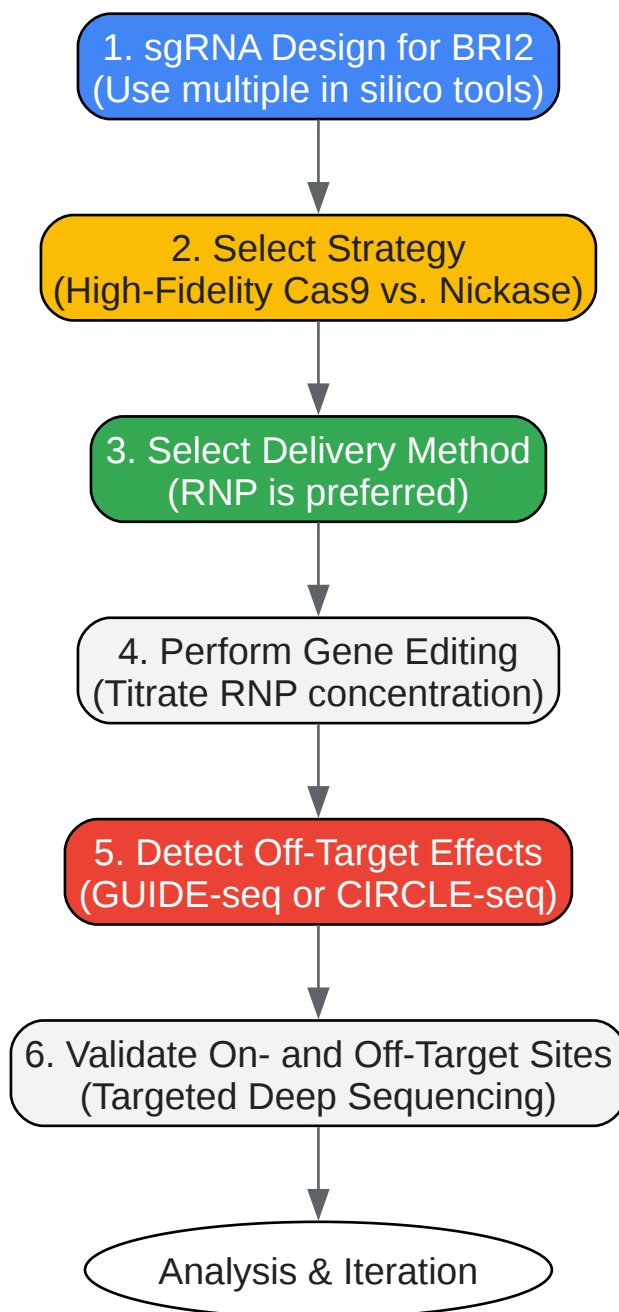 1. sgRNA Design for BRI2
(Use multiple in silico tools)
2. Select Strategy
(High-Fidelity Cas9 vs. Nickase)
3. Select Delivery Method
(RNP is preferred)
4. Perform Gene Editing
(Titrate RNP concentration)
5. Detect Off-Target Effects
(GUIDE-seq or CIRCLE-seq)
6. Validate On- and Off-Target Sites
(Targeted Deep Sequencing)
Analysis & Iteration